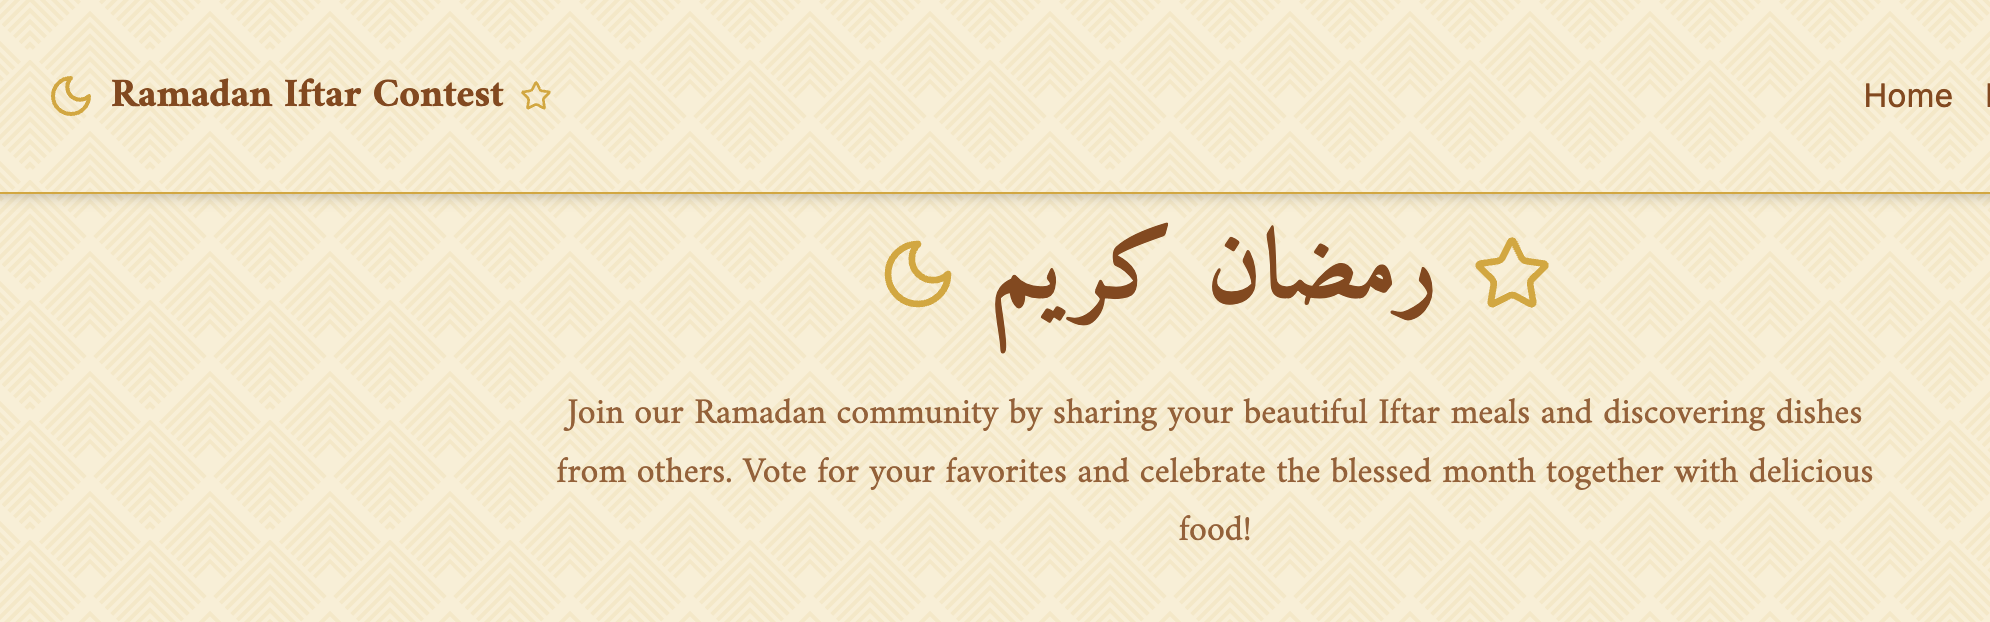 Ramadan Iftar Contest
Home
رمضان كريم
Join our Ramadan community by sharing your beautiful Iftar meals and discovering dishes
from others. Vote for your favorites and celebrate the blessed month together with delicious
food!